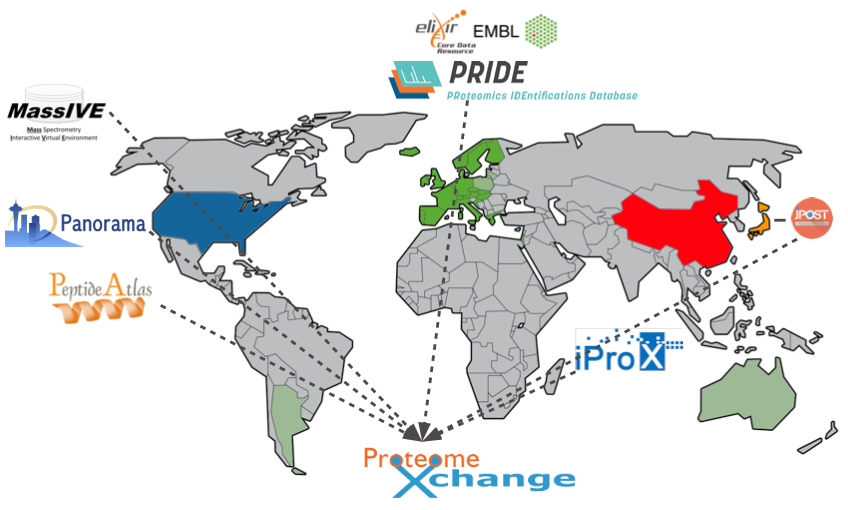 elixir
Core Data
Resource
EMBL
PRIDE
PRoteomics IDEntifications Database
MassIVE
Mass Spectrometry
Interactive Virtual Environment
Panorama
PeptideAtlas
JPOST
iProX
Proteome
Xchange